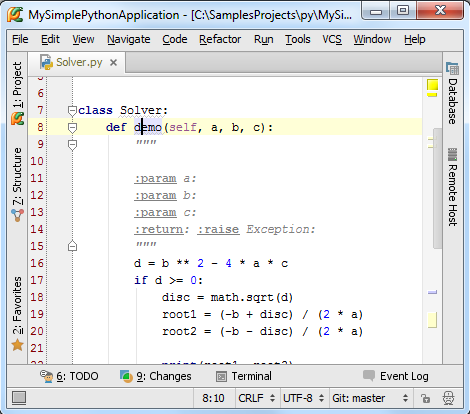 MySimplePythonApplication - [C:\SamplesProjects\py\MySi...
File Edit View Navigate Code Refactor Run Tools VCS Window Help
Solver.py
1: Project
7: Structure
2: Favorites
Database
Remote Host
7 class Solver:
8 def demo(self, a, b, c):
9 """
10
11 :param a:
12 :param b:
13 :param c:
14 :return: :raise Exception:
15 """
16 d = b ** 2 - 4 * a * c
17 if d >= 0:
18 disc = math.sqrt(d)
19 root1 = (-b + disc) / (2 * a)
20 root2 = (-b - disc) / (2 * a)
21
22 print(root1, root2)
6: TODO 9: Changes Terminal Event Log
8:10 CRLF UTF-8 Git: master